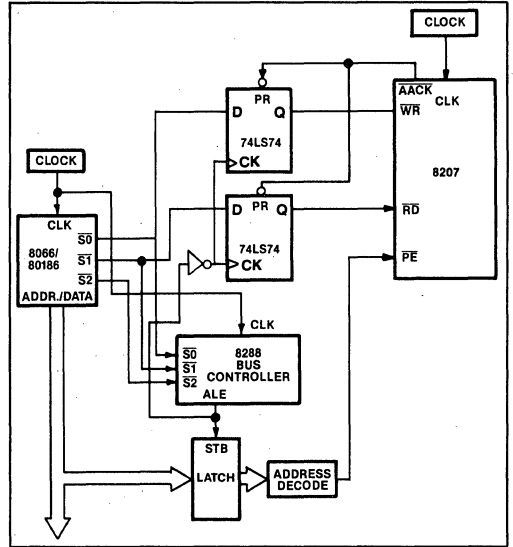 CLOCK
AACK
CLK
WR
8207
RD
PE
PR
D Q
74LS74
CK
PR
D Q
74LS74
CK
CLOCK
CLK
8066/
80186
S0
S1
S2
ADDR./DATA
CLK
S0
S1
S2
8288
BUS
CONTROLLER
ALE
STB
LATCH
ADDRESS
DECODE